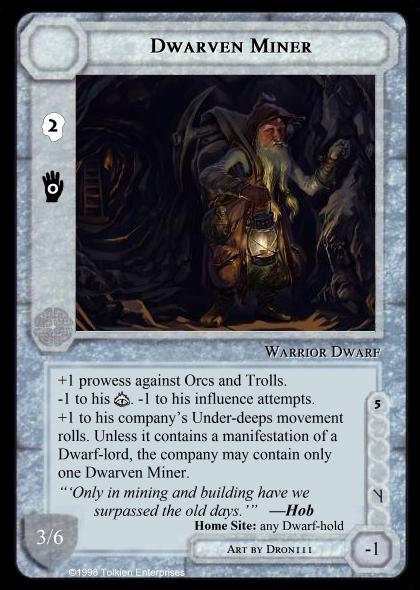 DWARVEN MINER
2
WARRIOR DWARF
+1 prowess against Orcs and Trolls.
-1 to his . -1 to his influence attempts.
+1 to his company's Under-deeps movement
rolls. Unless it contains a manifestation of a
Dwarf-lord, the company may contain only
one Dwarven Miner.
"'Only in mining and building have we
surpassed the old days.'" —Hob
Home Site: any Dwarf-hold
5
3/6
ART BY DRONIII
-1
©1998 Tolkien Enterprises